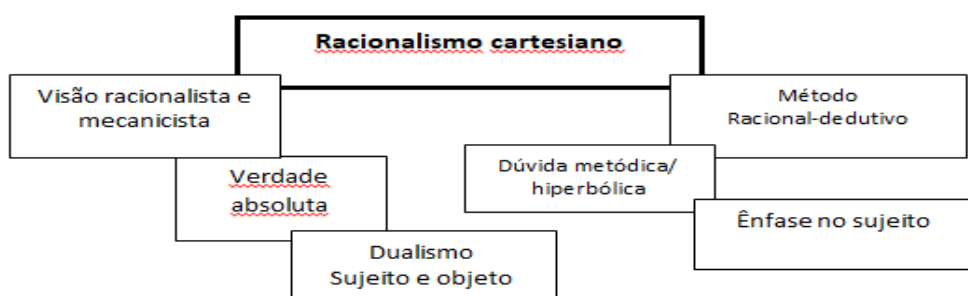 Racionalismo cartesiano
Visão racionalista e
mecanicista
Método
Racional-dedutivo
Verdade
absoluta
Dúvida metódica/
hiperbólica
Ênfase no sujeito
Dualismo
Sujeito e objeto